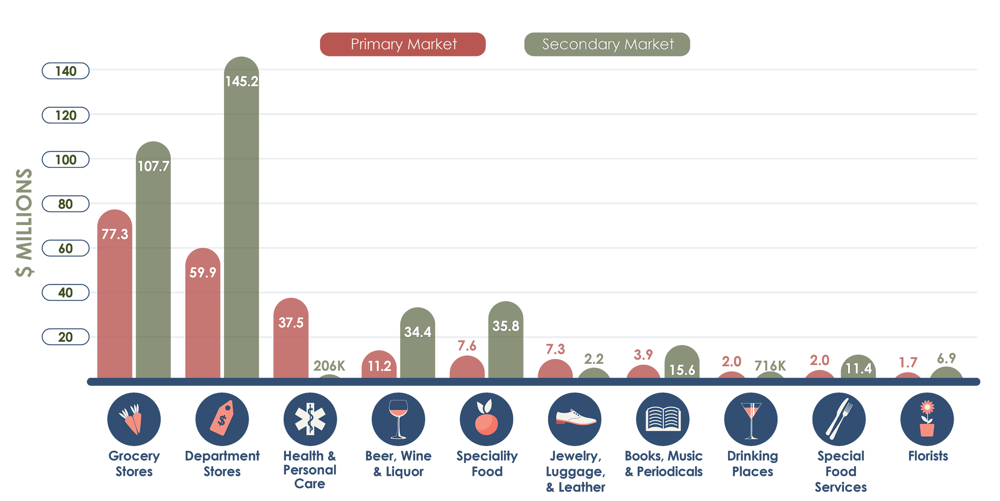 Primary Market
Secondary Market
$ MILLIONS
140
120
100
80
60
40
20
77.3
107.7
59.9
145.2
37.5
206K
11.2
34.4
7.6
35.8
7.3
2.2
3.9
15.6
2.0
716K
2.0
11.4
1.7
6.9
$
Grocery
Stores
Department
Stores
Health &
Personal
Care
Beer, Wine
& Liquor
Speciality
Food
Jewelry,
Luggage,
& Leather
Books, Music
& Periodicals
Drinking
Places
Special
Food
Services
Florists